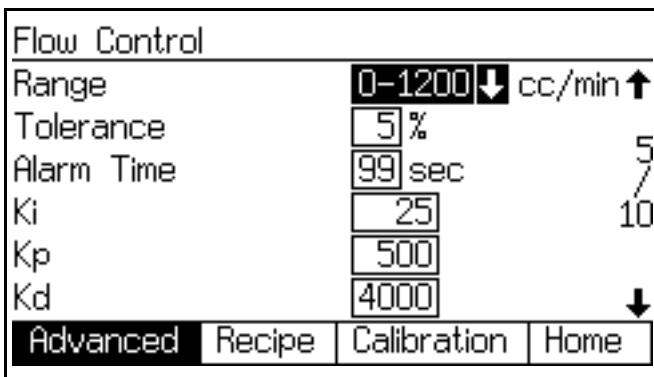 Flow Control
Range 0-1200 cc/min
Tolerance 5 %
Alarm Time 99 sec
Ki 25
Kp 500
Kd 4000
5
/
10
Advanced Recipe Calibration Home